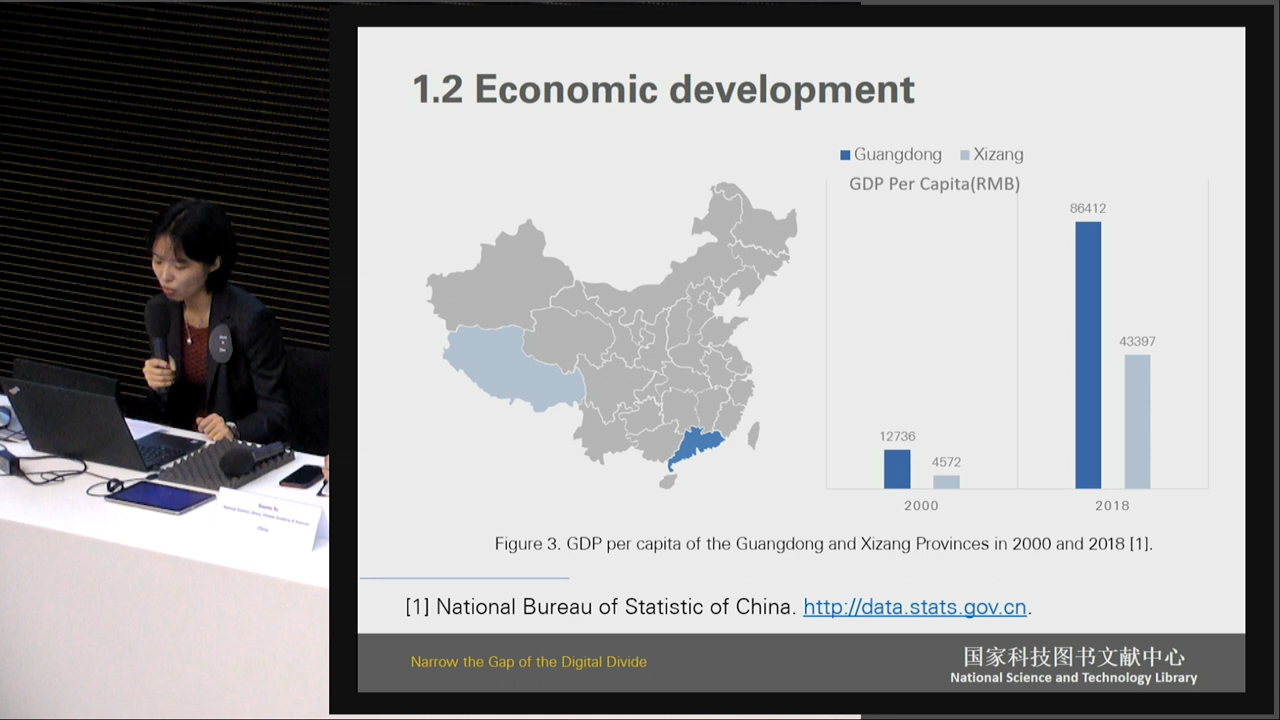 1.2 Economic development
Guangdong Xizang
GDP Per Capita(RMB)
86412
43397
12736
4572
2000 2018
Figure 3. GDP per capita of the Guangdong and Xizang Provinces in 2000 and 2018 [1].
[1] National Bureau of Statistic of China. http://data.stats.gov.cn.
Narrow the Gap of the Digital Divide
国家科技图书文献中心
National Science and Technology Library
China